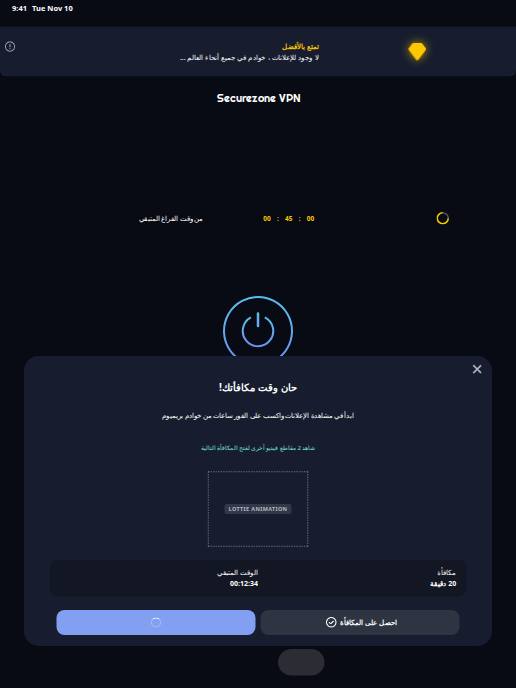 9:41 Tue Nov 10
تمتع بالأفضل
لا وجود للإعلانات ، خوادم في جميع أنحاء العالم ...
Securezone VPN
من وقت الفراغ المتبقي
00 : 45 : 00
حان وقت مكافأتك!
ابدأ في مشاهدة الإعلانات واكسب على الفور ساعات من خوادم بريميوم
شاهد 2 مقاطع فيديو أخرى لفتح المكافأة التالية
LOTTIE ANIMATION
مكافأة
20 دقيقة
الوقت المتبقي
00:12:34
احصل على المكافأة